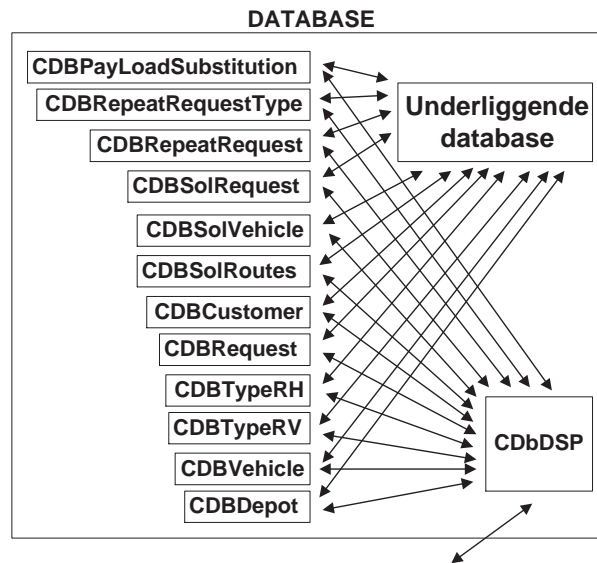 DATABASE
CDBPayLoadSubstitution
CDBRepeatRequestType
CDBRepeatRequest
CDBSolRequest
CDBSolVehicle
CDBSolRoutes
CDBCustomer
CDBRequest
CDBTypeRH
CDBTypeRV
CDBVehicle
CDBDepot
Underliggende
database
CDbDSP